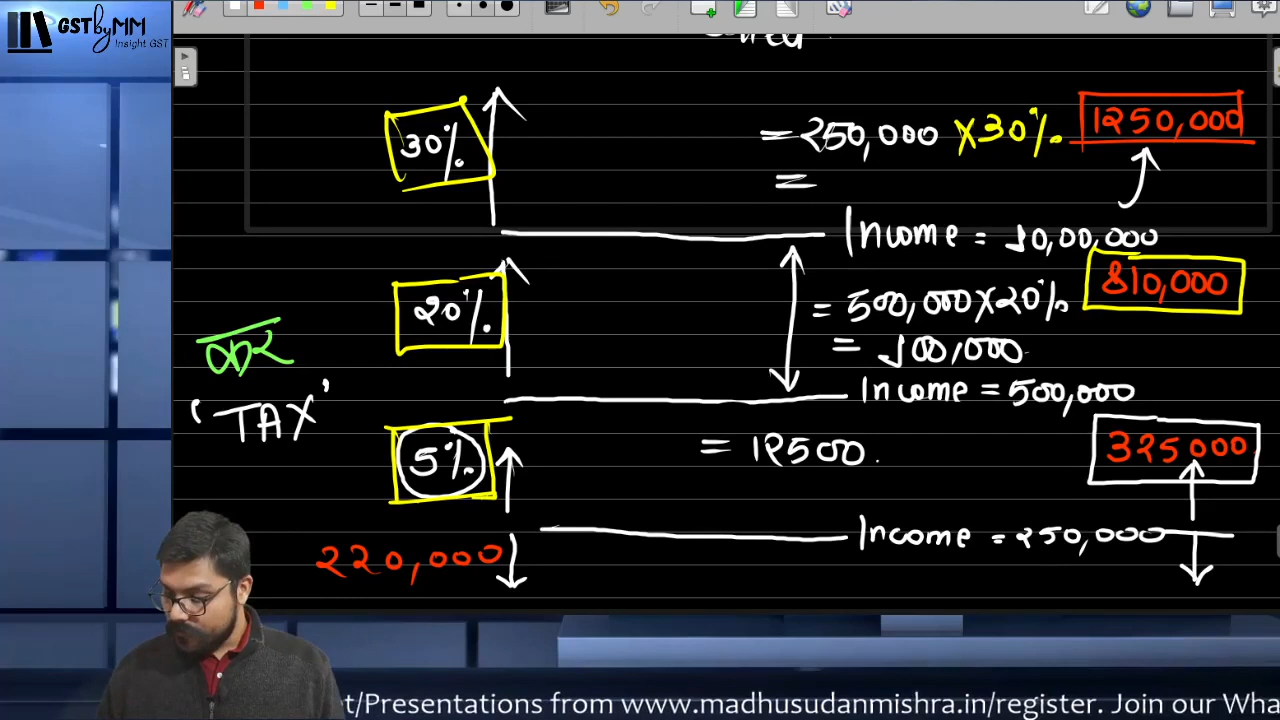 GSTbyMM
Insight GST
30%
= 250,000 × 30%
1250,000
=
Income = 10,00,000
20%
810,000
= 500,000 × 20%
= 100,000
Income = 500,000
"TAX"
5%
= 12500.
325000
Income = 250,000
220,000
t/Presentations from www.madhusudanmishra.in/register. Join our Wha